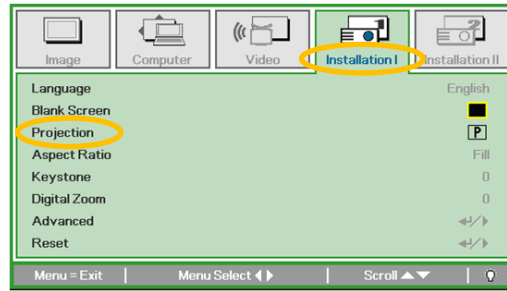 Image Computer Video Installation I Installation II
Language English
Blank Screen
Projection P
Aspect Ratio Fill
Keystone 0
Digital Zoom 0
Advanced
Reset
Menu = Exit Menu Select Scroll